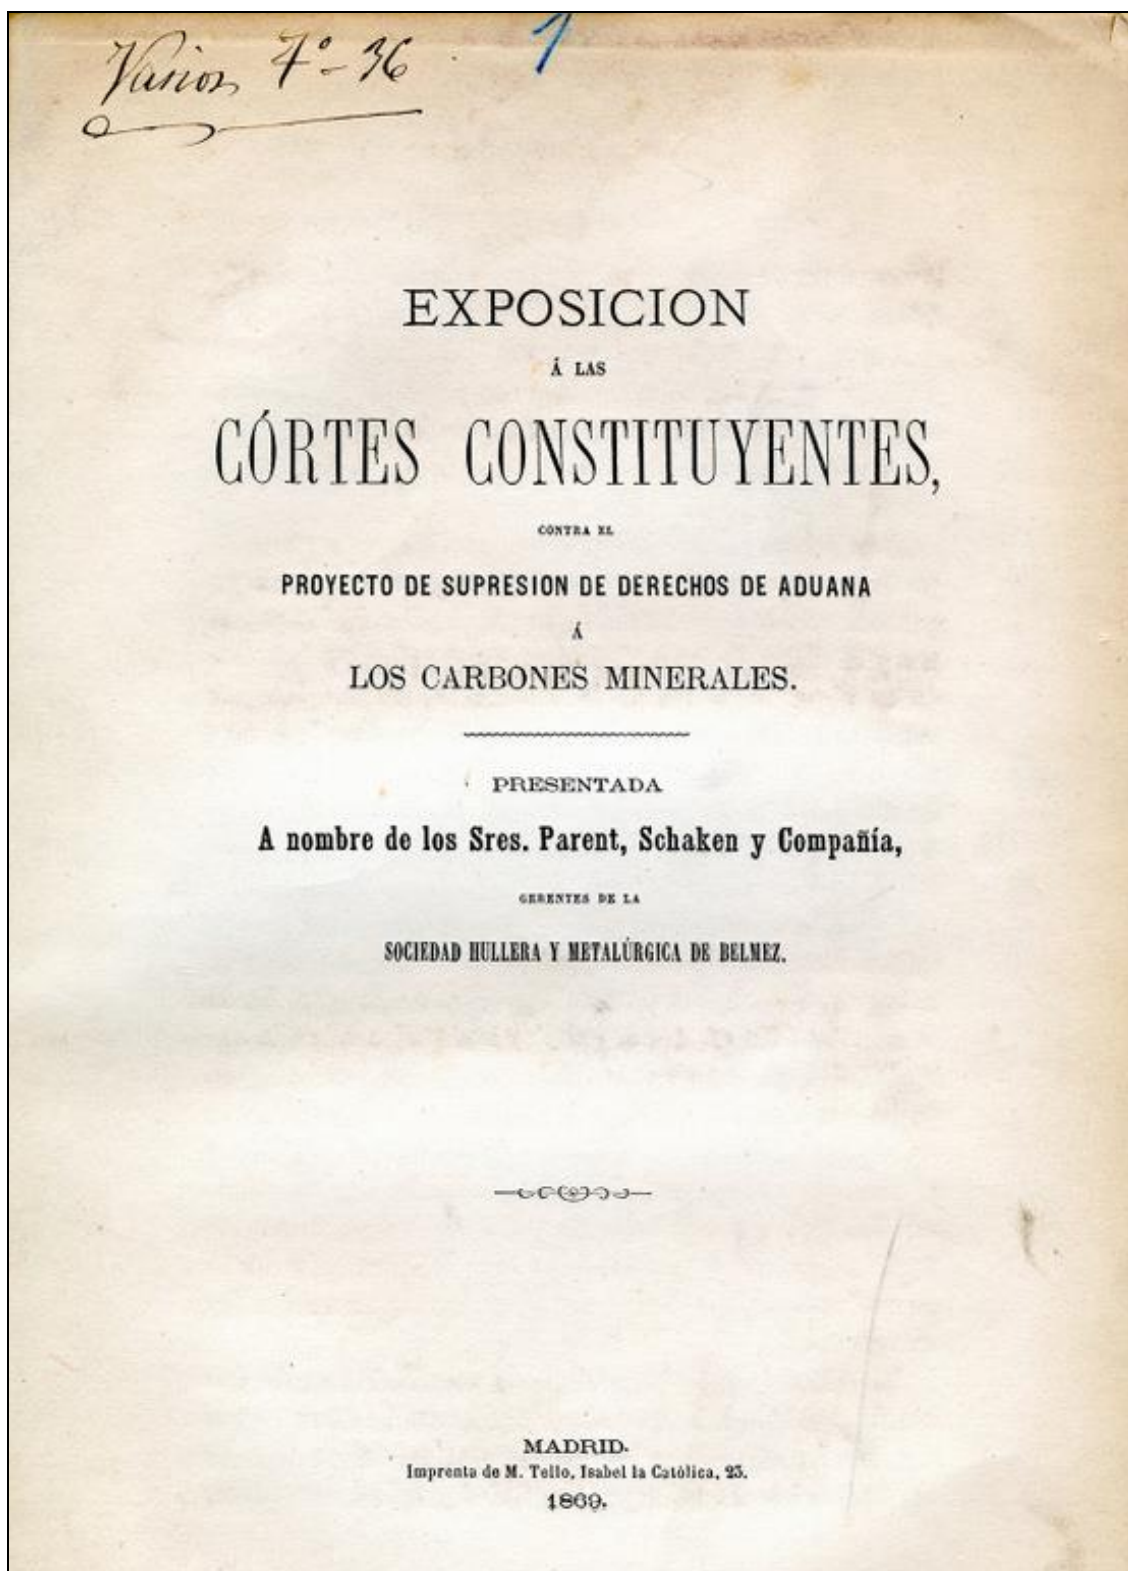 Varios 4º - 36
1
EXPOSICION
Á LAS
CÓRTES CONSTITUYENTES,
CONTRA EL
PROYECTO DE SUPRESION DE DERECHOS DE ADUANA
Á
LOS CARBONES MINERALES.
PRESENTADA
A nombre de los Sres. Parent, Schaken y Compañía,
GERENTES DE LA
SOCIEDAD HULLERA Y METALÚRGICA DE BELMEZ.
MADRID.
Imprenta de M. Tello, Isabel la Católica, 23.
1869.